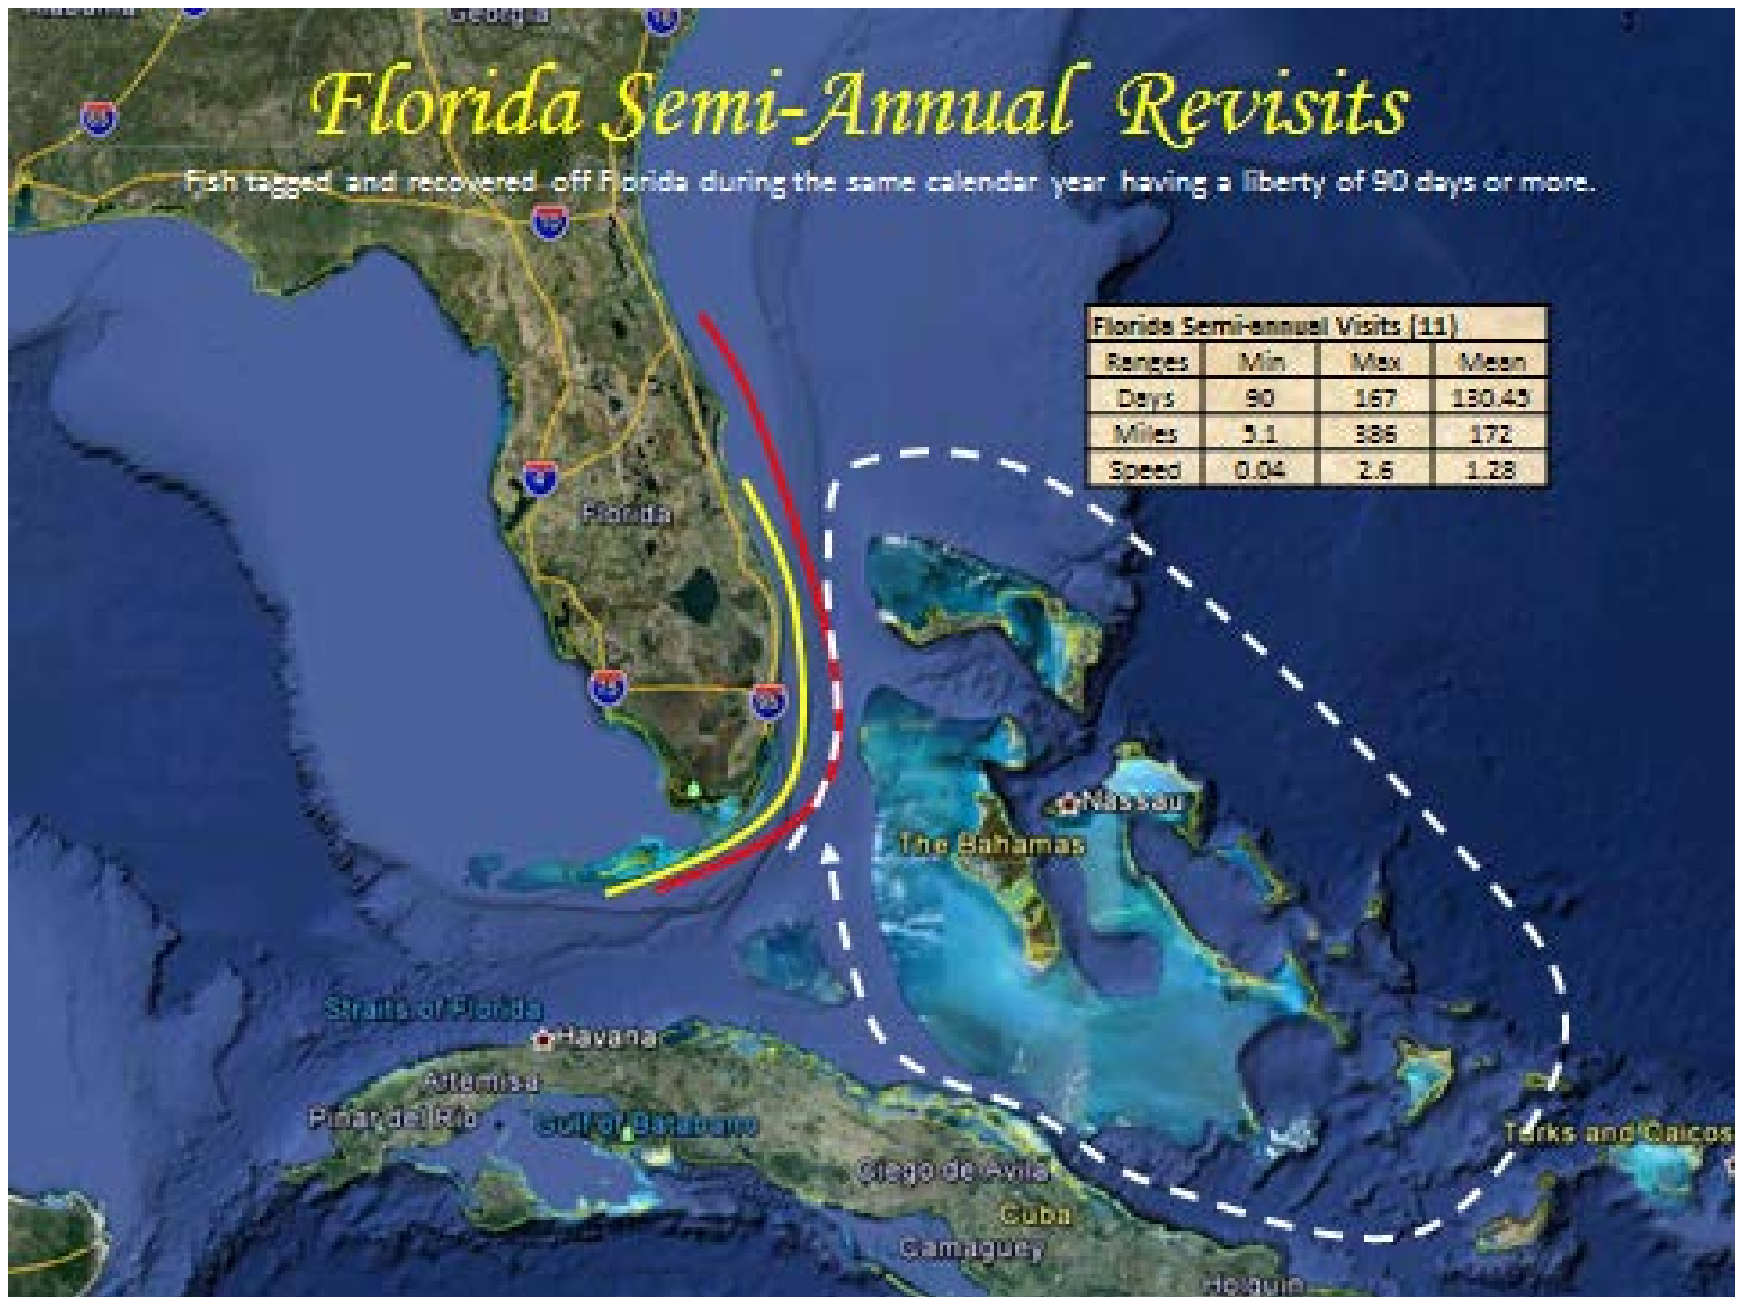 Georgia
Florida Semi-Annual Revisits
Fish tagged and recovered off Florida during the same calendar year having a liberty of 90 days or more.
Florida Semi-annual Visits (11)
Ranges Min Max Mean
Days 90 167 130.45
Miles 5.1 386 172
Speed 0.04 2.6 1.28
Florida
Nassau
The Bahamas
Straits of Florida
Havana
Artemisa
Pinar del Rio
Gulf of Batabano
Turks and Caicos
Ciego de Avila
Cuba
Camaguey
Holguin